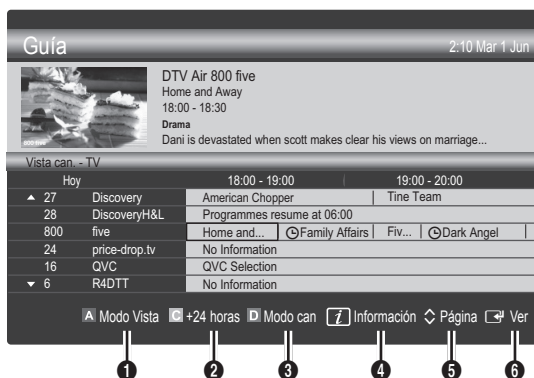 Guía 2:10 Mar 1 Jun
DTV Air 800 five
Home and Away
18:00 - 18:30
Drama
Dani is devastated when scott makes clear his views on marriage...
800 five
Vista can. - TV
Hoy 18:00 - 19:00 19:00 - 20:00
▲ 27 Discovery American Chopper Tine Team
28 DiscoveryH&L Programmes resume at 06:00
800 five Home and... Family Affairs Fiv... Dark Angel
24 price-drop.tv No Information
16 QVC QVC Selection
▼ 6 R4DTT No Information
A Modo Vista C +24 horas D Modo can i Información Página Ver
1 2 3 4 5 6